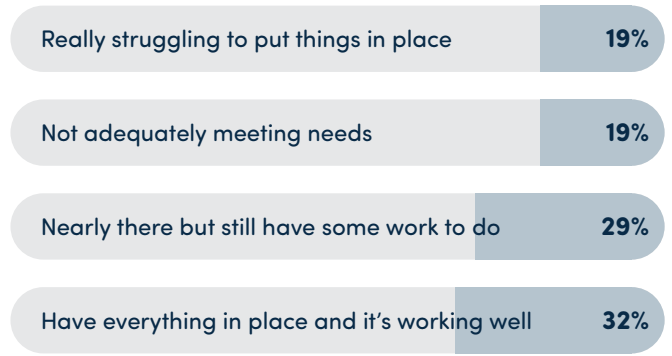 Really struggling to put things in place 19%
Not adequately meeting needs 19%
Nearly there but still have some work to do 29%
Have everything in place and it’s working well 32%